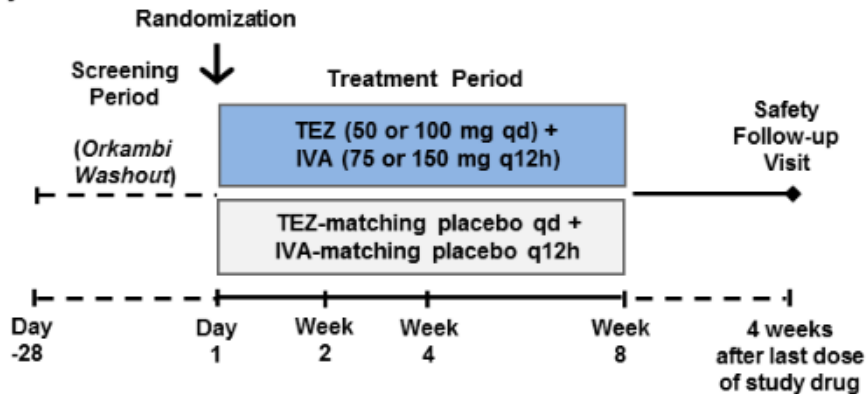 Randomization
Screening
Period
(Orkambi
Washout)
Treatment Period
TEZ (50 or 100 mg qd) +
IVA (75 or 150 mg q12h)
TEZ-matching placebo qd +
IVA-matching placebo q12h
Safety
Follow-up
Visit
Day
-28
Day
1
Week
2
Week
4
Week
8
4 weeks
after last dose
of study drug